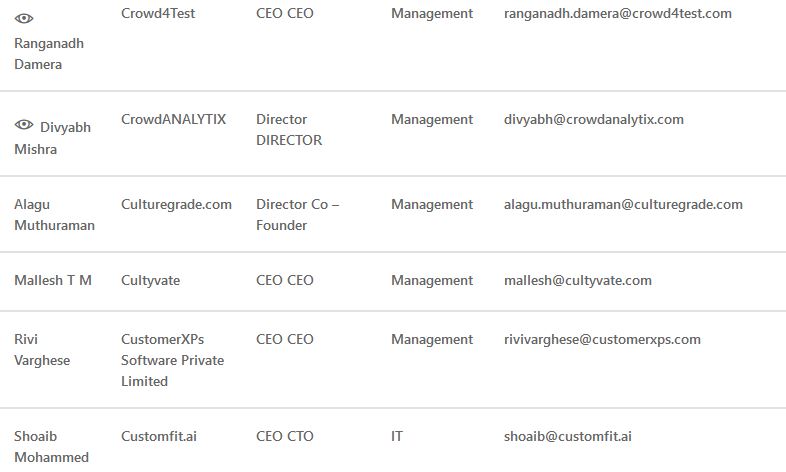 Ranganadh Damera Crowd4Test CEO CEO Management ranganadh.damera@crowd4test.com
Divyabh Mishra CrowdANALYTIX Director DIRECTOR Management divyabh@crowdanalytix.com
Alagu Muthuraman Culturegrade.com Director Co – Founder Management alagu.muthuraman@culturegrade.com
Mallesh T M Cultyvate CEO CEO Management mallesh@cultyvate.com
Rivi Varghese CustomerXPs Software Private Limited CEO CEO Management rivivarghese@customerxps.com
Shoaib Mohammed Customfit.ai CEO CTO IT shoaib@customfit.ai